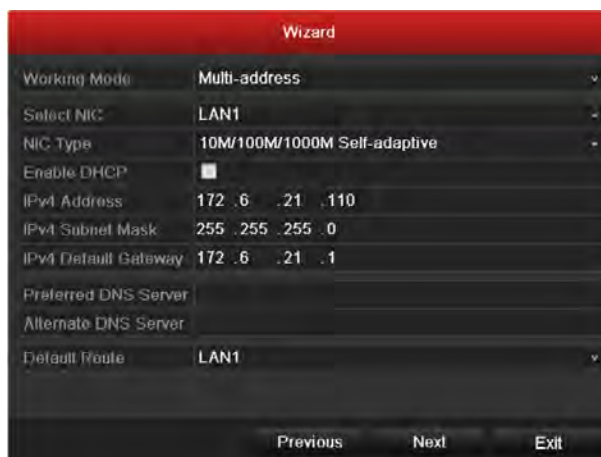 Wizard
Working Mode Multi-address
Select NIC LAN1
NIC Type 10M/100M/1000M Self-adaptive
Enable DHCP
IPv4 Address 172 .6 .21 .110
IPv4 Subnet Mask 255 .255 .255 .0
IPv4 Default Gateway 172 .6 .21 .1
Preferred DNS Server
Alternate DNS Server
Default Route LAN1
Previous Next Exit